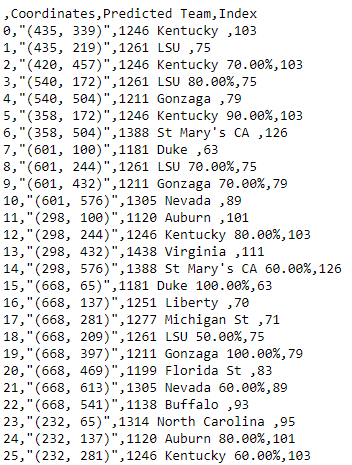 ,Coordinates,Predicted Team,Index
0,"(435, 339)",1246 Kentucky ,103
1,"(435, 219)",1261 LSU ,75
2,"(420, 457)",1246 Kentucky 70.00%,103
3,"(540, 172)",1261 LSU 80.00%,75
4,"(540, 504)",1211 Gonzaga ,79
5,"(358, 172)",1246 Kentucky 90.00%,103
6,"(358, 504)",1388 St Mary's CA ,126
7,"(601, 100)",1181 Duke ,63
8,"(601, 244)",1261 LSU 70.00%,75
9,"(601, 432)",1211 Gonzaga 70.00%,79
10,"(601, 576)",1305 Nevada ,89
11,"(298, 100)",1120 Auburn ,101
12,"(298, 244)",1246 Kentucky 80.00%,103
13,"(298, 432)",1438 Virginia ,111
14,"(298, 576)",1388 St Mary's CA 60.00%,126
15,"(668, 65)",1181 Duke 100.00%,63
16,"(668, 137)",1251 Liberty ,70
17,"(668, 281)",1277 Michigan St ,71
18,"(668, 209)",1261 LSU 50.00%,75
19,"(668, 397)",1211 Gonzaga 100.00%,79
20,"(668, 469)",1199 Florida St ,83
21,"(668, 613)",1305 Nevada 60.00%,89
22,"(668, 541)",1138 Buffalo ,93
23,"(232, 65)",1314 North Carolina ,95
24,"(232, 137)",1120 Auburn 80.00%,101
25,"(232, 281)",1246 Kentucky 60.00%,103